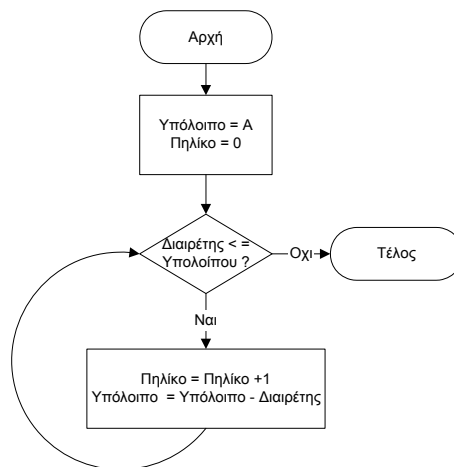 Αρχή
Υπόλοιπο = Α
Πηλίκο = 0
Διαιρέτης < =
Υπολοίπου ?
Οχι
Τέλος
Ναι
Πηλίκο = Πηλίκο +1
Υπόλοιπο = Υπόλοιπο - Διαιρέτης